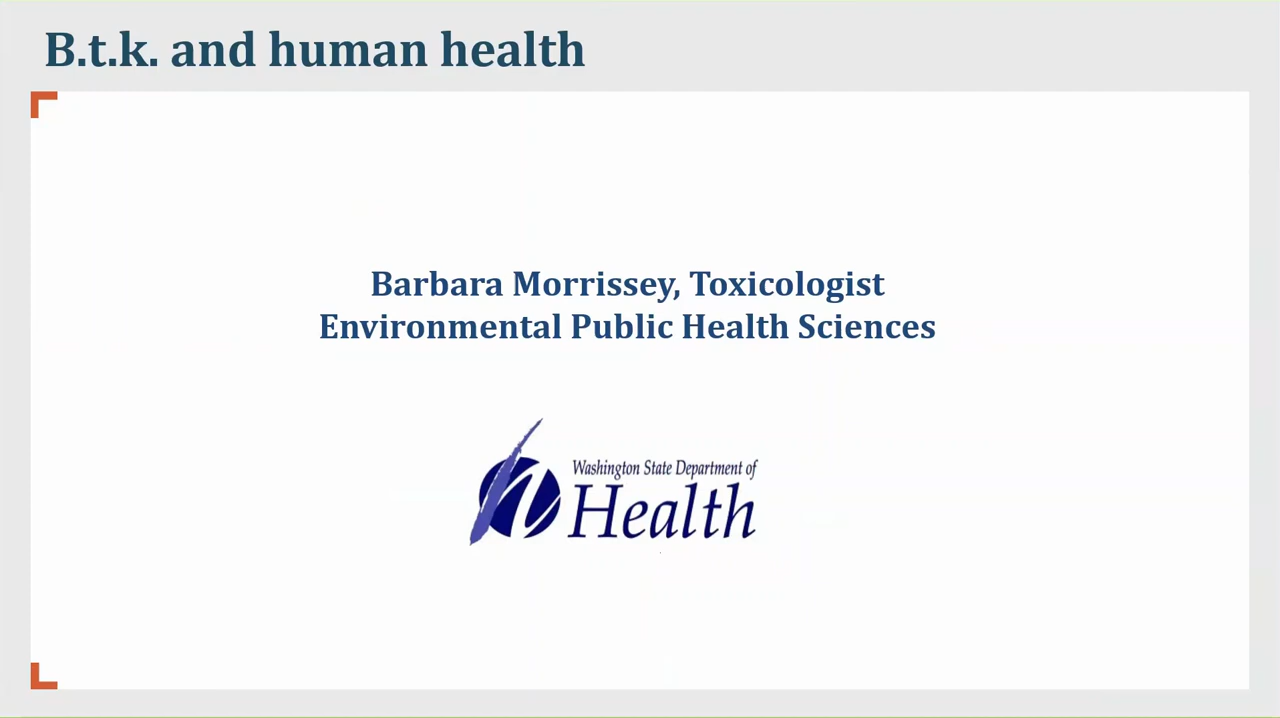 B.t.k. and human health
Barbara Morrissey, Toxicologist
Environmental Public Health Sciences
Washington State Department of
Health